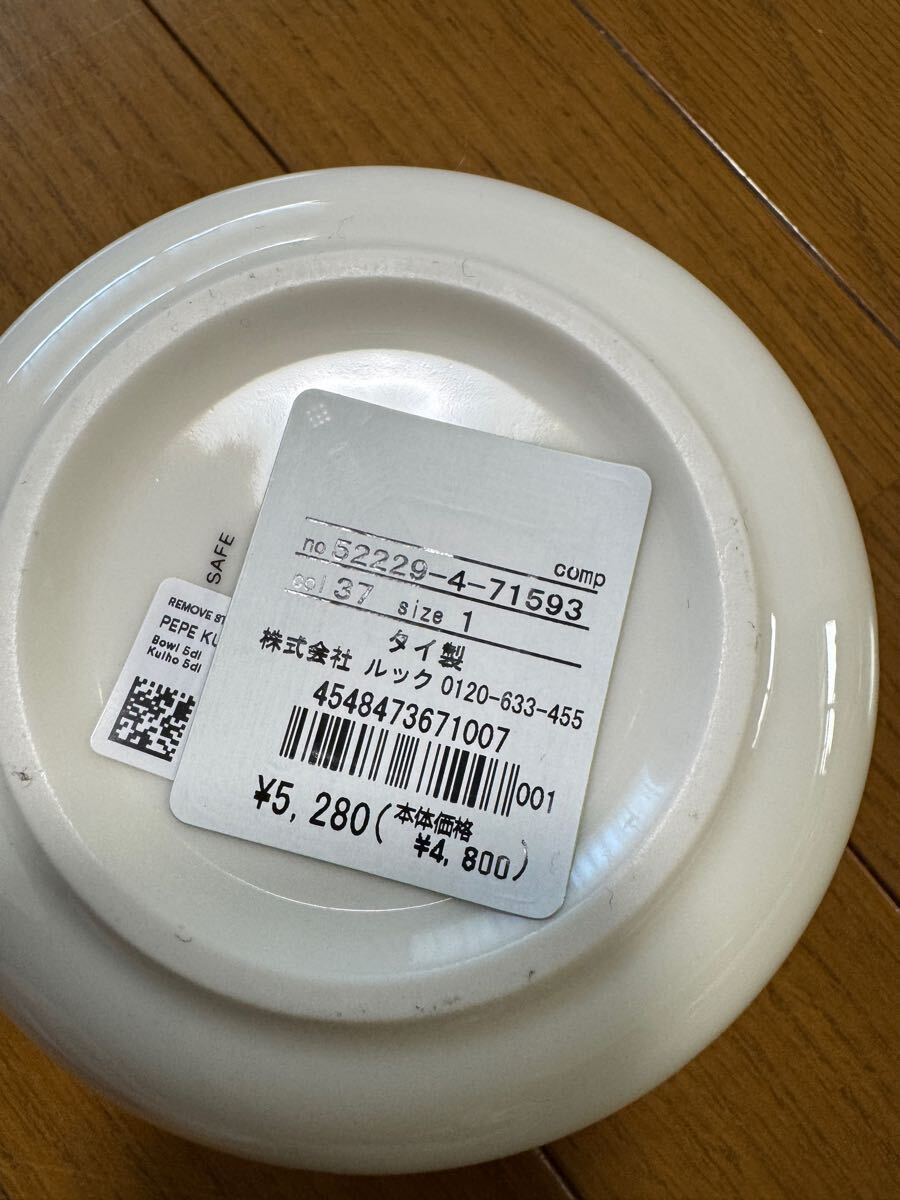 SAFE
REMOVE
PEPE
Bowl 5dl
Kulho 5dl
comp
no 52229-4-71593
col 37 size 1
タイ製
株式会社 ルック 0120-633-455
4548473671007
001
¥5,280(本体価格
¥4,800)